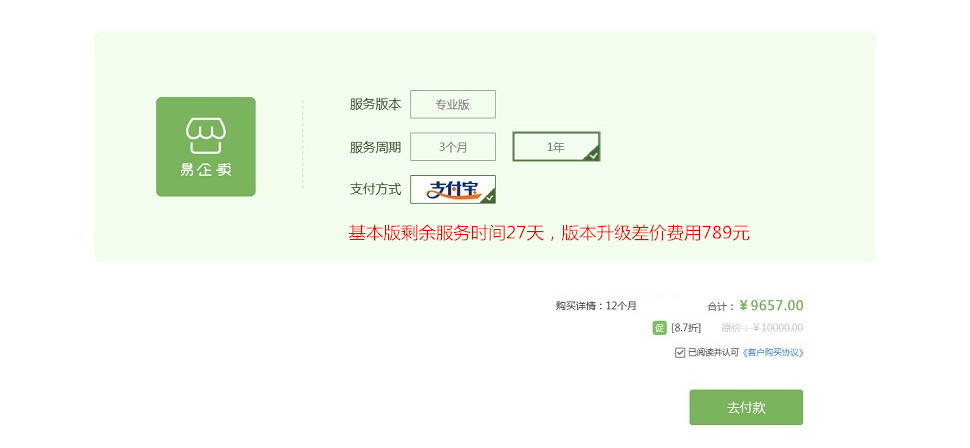 服务版本 专业版
易企卖
服务周期 3个月 1年
支付方式 支付宝
基本版剩余服务时间27天，版本升级差价费用789元
购买详情：12个月 合计：¥9657.00
促 [8.7折] 原价：¥10000.00
已阅读并认可《客户购买协议》
去付款